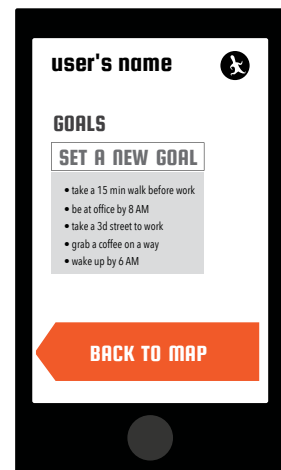 user's name
GOALS
SET A NEW GOAL
• take a 15 min walk before work
• be at office by 8 AM
• take a 3d street to work
• grab a coffee on a way
• wake up by 6 AM
BACK TO MAP